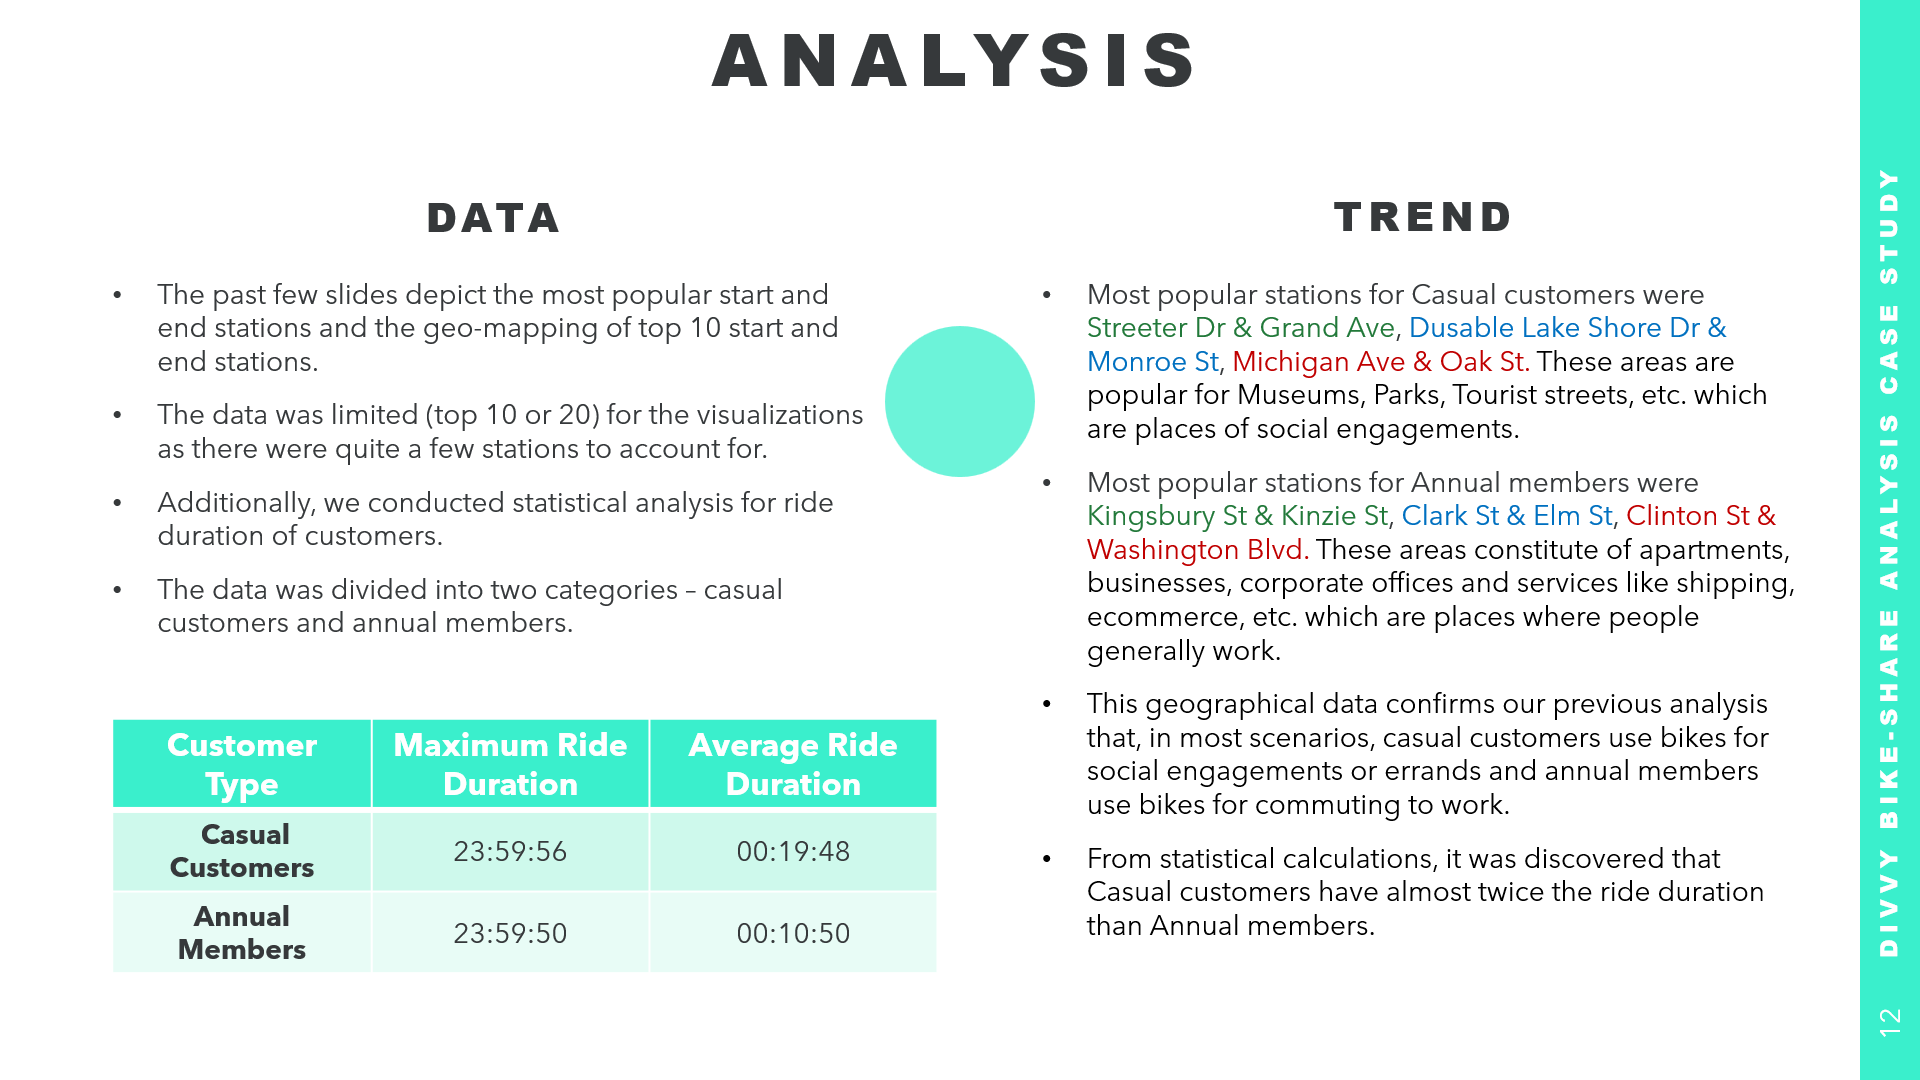 ANALYSIS
DATA
• The past few slides depict the most popular start and
end stations and the geo-mapping of top 10 start and
end stations.
• The data was limited (top 10 or 20) for the visualizations
as there were quite a few stations to account for.
• Additionally, we conducted statistical analysis for ride
duration of customers.
• The data was divided into two categories – casual
customers and annual members.
Customer
Type
Maximum Ride
Duration
Average Ride
Duration
Casual
Customers
23:59:56
00:19:48
Annual
Members
23:59:50
00:10:50
TREND
• Most popular stations for Casual customers were
Streeter Dr & Grand Ave, Dusable Lake Shore Dr &
Monroe St, Michigan Ave & Oak St. These areas are
popular for Museums, Parks, Tourist streets, etc. which
are places of social engagements.
• Most popular stations for Annual members were
Kingsbury St & Kinzie St, Clark St & Elm St, Clinton St &
Washington Blvd. These areas constitute of apartments,
businesses, corporate offices and services like shipping,
ecommerce, etc. which are places where people
generally work.
• This geographical data confirms our previous analysis
that, in most scenarios, casual customers use bikes for
social engagements or errands and annual members
use bikes for commuting to work.
• From statistical calculations, it was discovered that
Casual customers have almost twice the ride duration
than Annual members.
DIVVY BIKE-SHARE ANALYSIS CASE STUDY
12